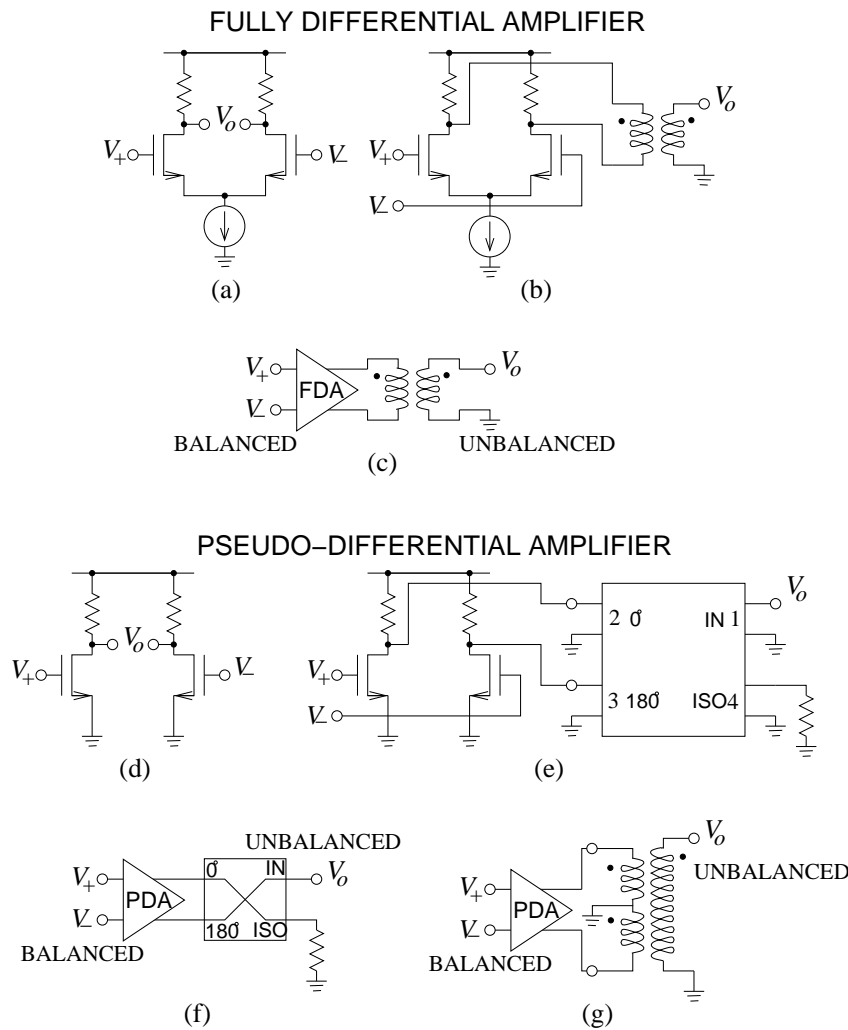 FULLY DIFFERENTIAL AMPLIFIER
Vo
V+
V−
(a)
V+
V−
Vo
(b)
V+
V−
FDA
Vo
BALANCED
UNBALANCED
(c)
PSEUDO−DIFFERENTIAL AMPLIFIER
Vo
V+
V−
(d)
V+
V−
2 0°
IN 1
3 180°
ISO4
Vo
(e)
UNBALANCED
V+
V−
PDA
0°
IN
180°
ISO
Vo
BALANCED
(f)
Vo
UNBALANCED
V+
V−
PDA
BALANCED
(g)